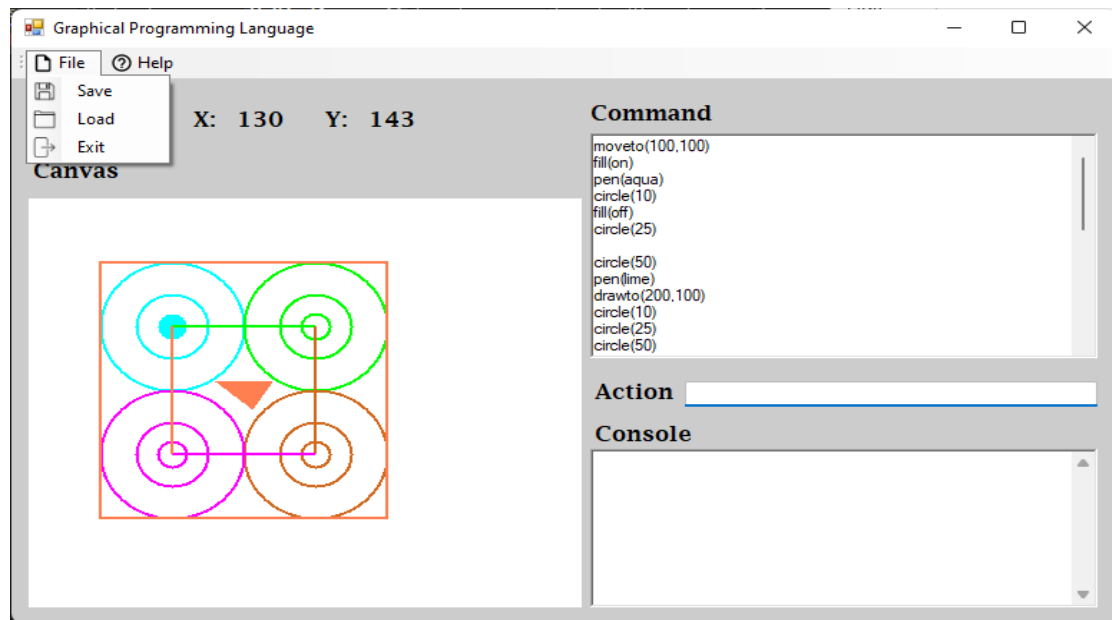 Graphical Programming Language
File Help
Save
Load
Exit
X: 130 Y: 143
Canvas
Command
moveto(100,100)
fill(on)
pen(aqua)
circle(10)
fill(off)
circle(25)
circle(50)
pen(lime)
drawto(200,100)
circle(10)
circle(25)
circle(50)
Action
Console